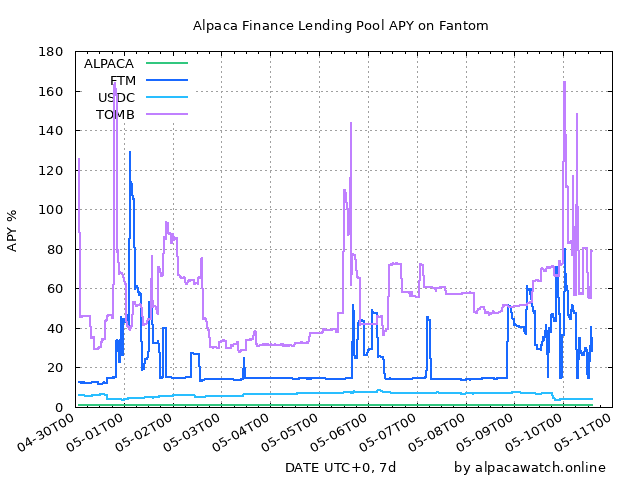 Alpaca Finance Lending Pool APY on Fantom
APY %
180
160
140
120
100
80
60
40
20
0
ALPACA
FTM
USDC
TOMB
04-30T00
05-01T00
05-02T00
05-03T00
05-04T00
05-05T00
05-06T00
05-07T00
05-08T00
05-09T00
05-10T00
05-11T00
DATE UTC+0, 7d
by alpacawatch.online